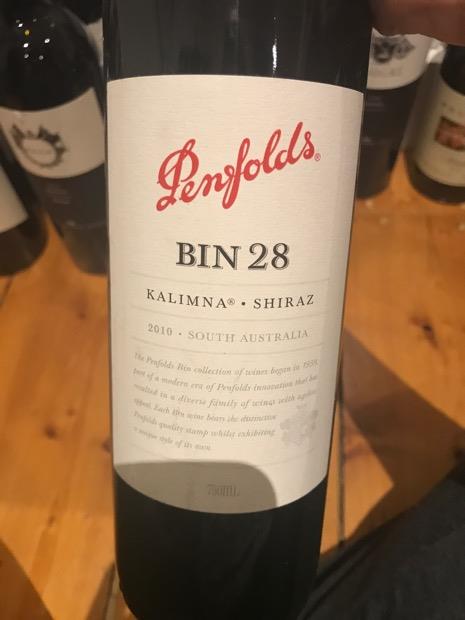 Penfolds®
BIN 28
KALIMNA® • SHIRAZ
2010 • SOUTH AUSTRALIA
The Penfolds Bin collection of wines began in 1959,
part of a modern era of Penfolds innovation that has
resulted in a diverse family of wines with ageless
appeal. Each Bin wine bears the distinctive
Penfolds quality stamp whilst exhibiting
a unique style of its own.
750ML